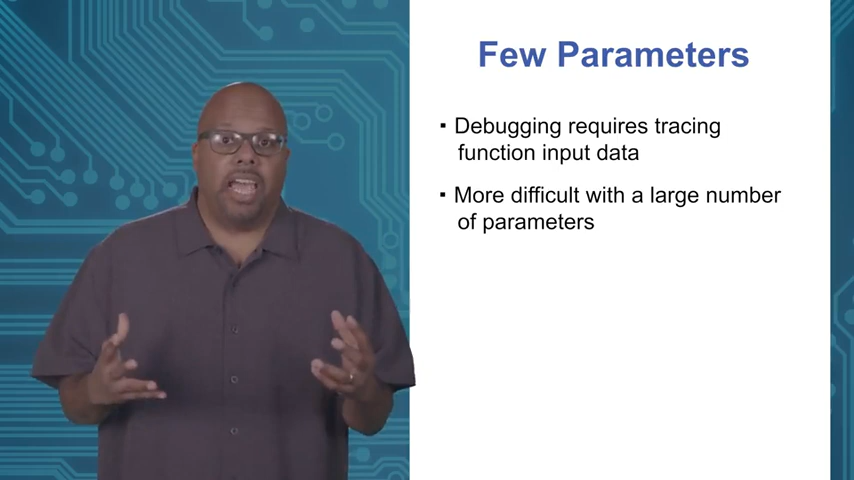 Few Parameters
▪ Debugging requires tracing
function input data
▪ More difficult with a large number
of parameters